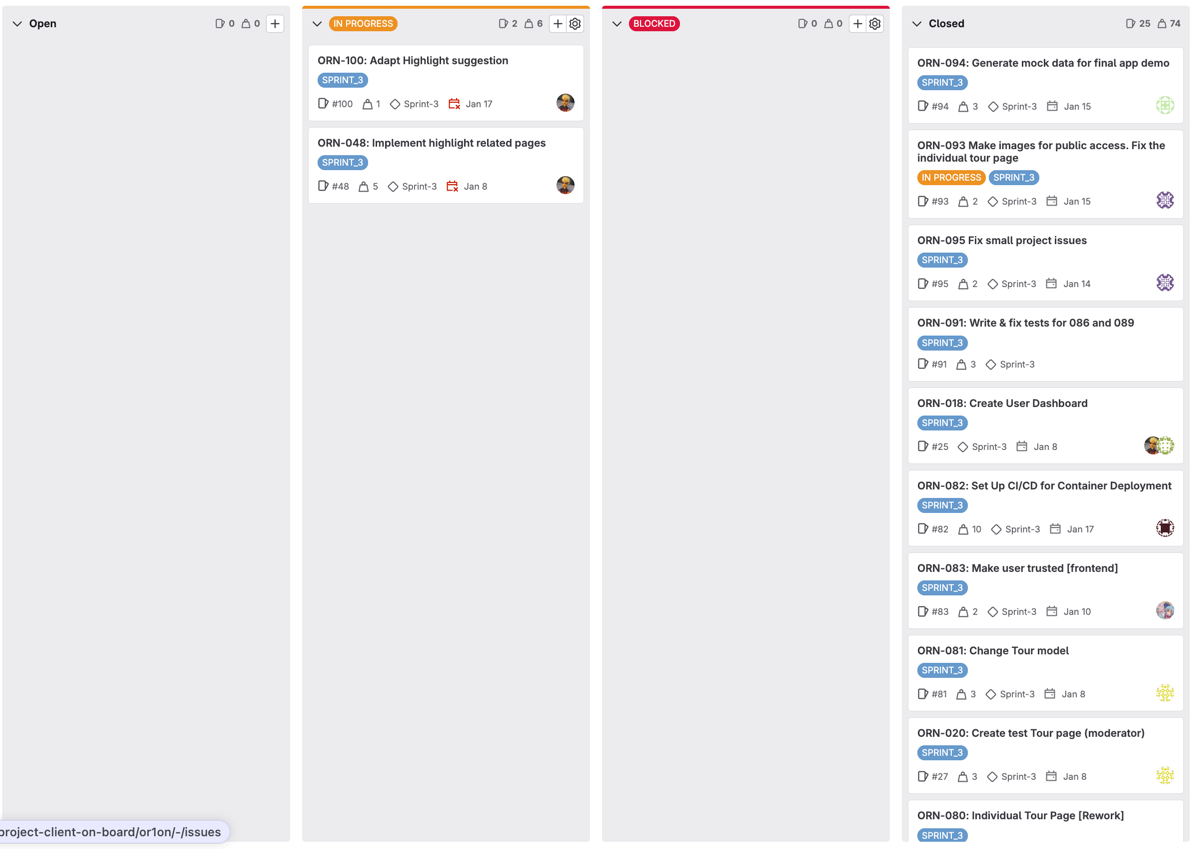 Open 0 0
IN PROGRESS 2 6
ORN-100: Adapt Highlight suggestion
SPRINT_3
#100 1 Sprint-3 Jan 17
ORN-048: Implement highlight related pages
SPRINT_3
#48 5 Sprint-3 Jan 8
BLOCKED 0 0
Closed 25 74
ORN-094: Generate mock data for final app demo
SPRINT_3
#94 3 Sprint-3 Jan 15
ORN-093 Make images for public access. Fix the
individual tour page
IN PROGRESS SPRINT_3
#93 2 Sprint-3 Jan 15
ORN-095 Fix small project issues
SPRINT_3
#95 2 Sprint-3 Jan 14
ORN-091: Write & fix tests for 086 and 089
SPRINT_3
#91 3 Sprint-3
ORN-018: Create User Dashboard
SPRINT_3
#25 Sprint-3 Jan 8
ORN-082: Set Up CI/CD for Container Deployment
SPRINT_3
#82 10 Sprint-3 Jan 17
ORN-083: Make user trusted [frontend]
SPRINT_3
#83 2 Sprint-3 Jan 10
ORN-081: Change Tour model
SPRINT_3
#81 3 Sprint-3 Jan 8
ORN-020: Create test Tour page (moderator)
SPRINT_3
#27 3 Sprint-3 Jan 8
ORN-080: Individual Tour Page [Rework]
SPRINT_3
project-client-on-board/or1on/-/issues